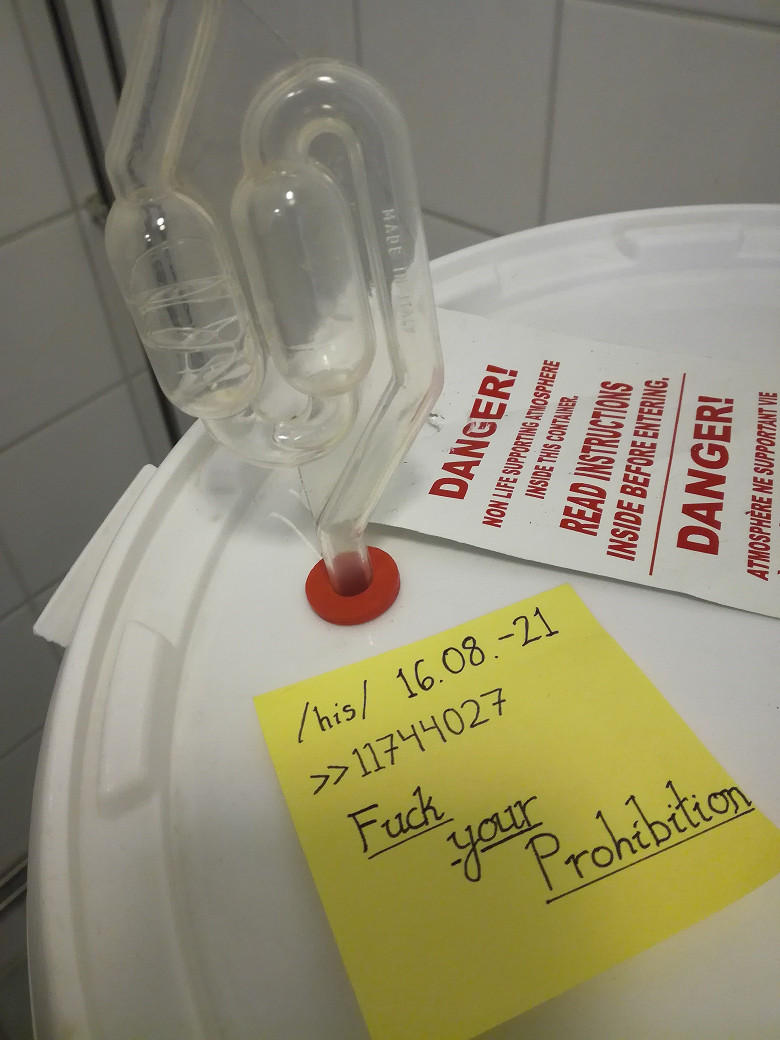 MADE IN ITALY
DANGER!
NON LIFE SUPPORTING ATMOSPHERE
INSIDE THIS CONTAINER.
READ INSTRUCTIONS
INSIDE BEFORE ENTERING.
DANGER!
ATMOSPHÈRE NE SUPPORTANT VIE
/his/ 16.08.-21
>>11744027
Fuck
your
Prohibition